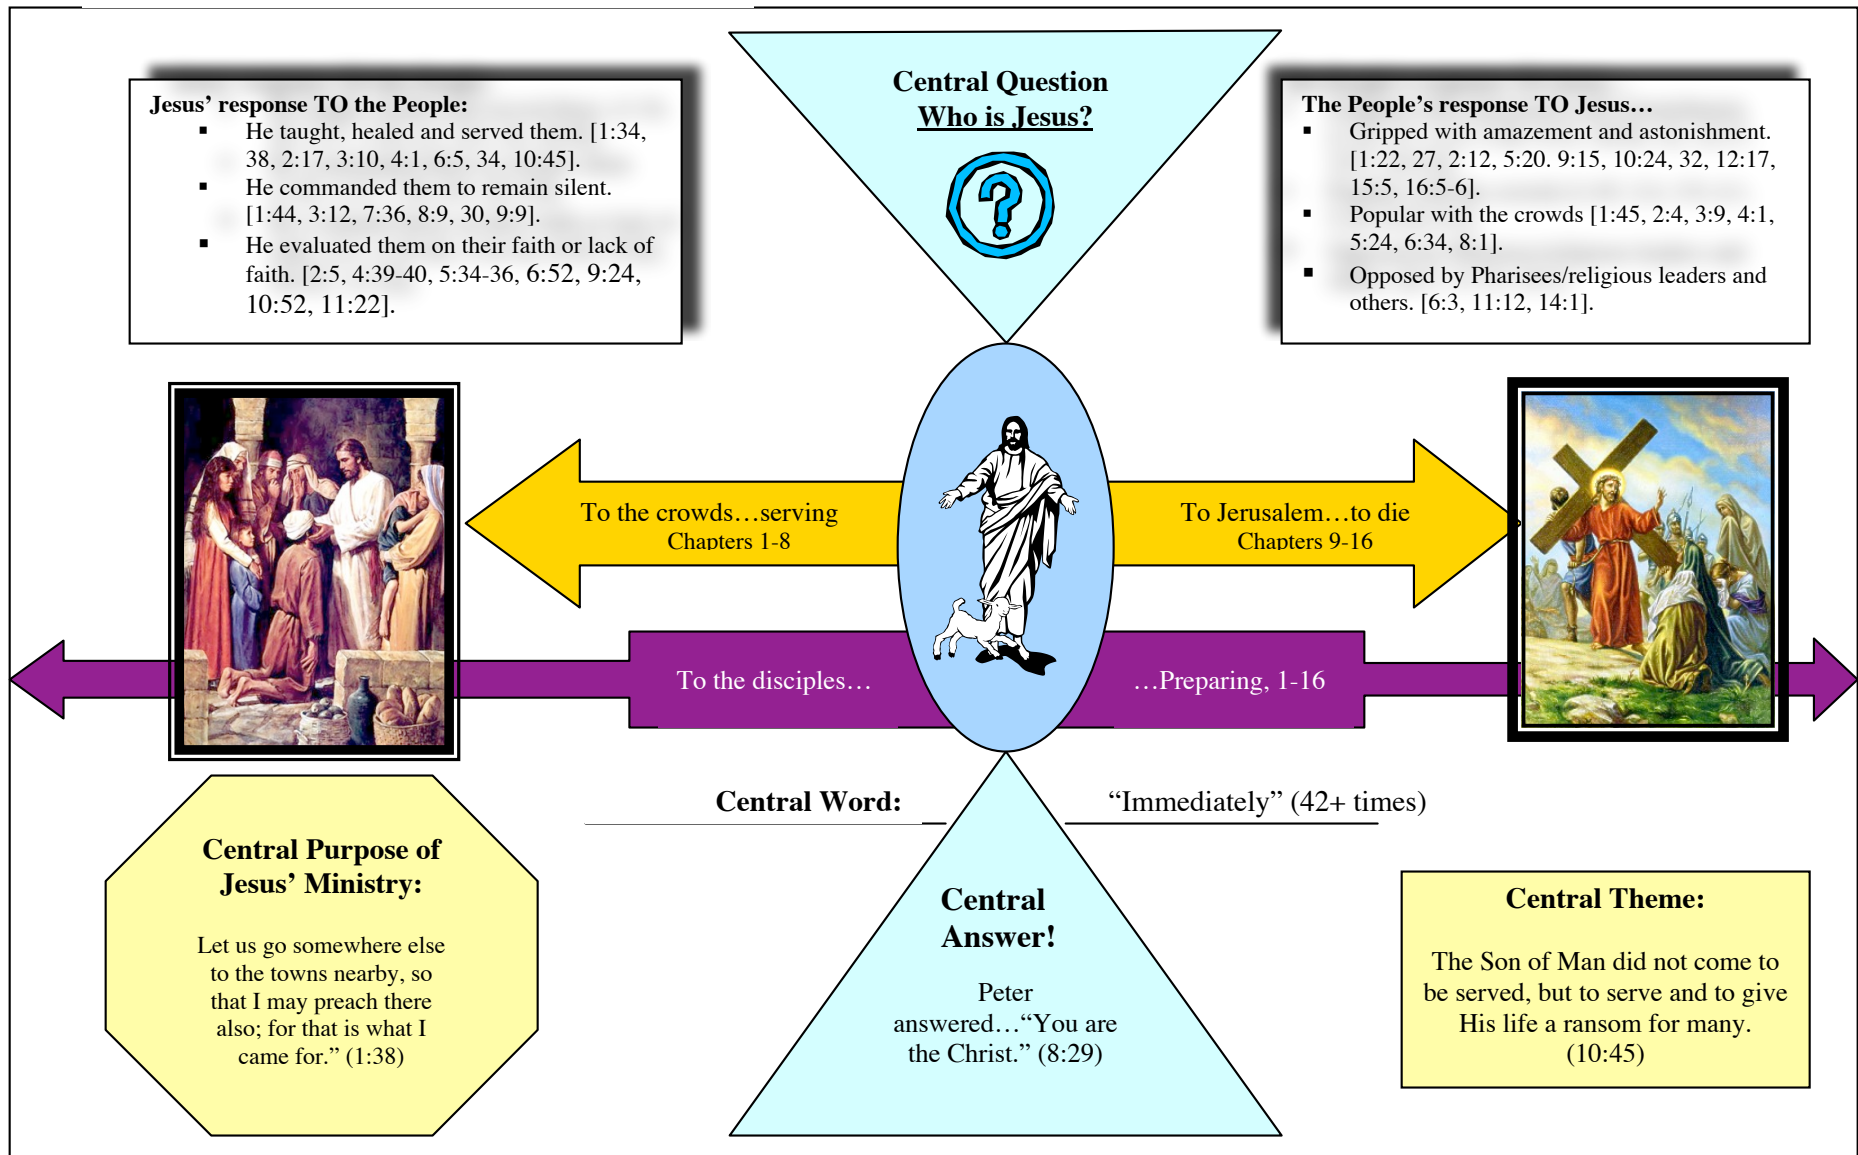 Jesus’ response TO the People:
▪ He taught, healed and served them. [1:34,
38, 2:17, 3:10, 4:1, 6:5, 34, 10:45].
▪ He commanded them to remain silent.
[1:44, 3:12, 7:36, 8:9, 30, 9:9].
▪ He evaluated them on their faith or lack of
faith. [2:5, 4:39-40, 5:34-36, 6:52, 9:24,
10:52, 11:22].
Central Question
Who is Jesus?
?
The People’s response TO Jesus…
▪ Gripped with amazement and astonishment.
[1:22, 27, 2:12, 5:20. 9:15, 10:24, 32, 12:17,
15:5, 16:5-6].
▪ Popular with the crowds [1:45, 2:4, 3:9, 4:1,
5:24, 6:34, 8:1].
▪ Opposed by Pharisees/religious leaders and
others. [6:3, 11:12, 14:1].
To the crowds…serving
Chapters 1-8
To Jerusalem…to die
Chapters 9-16
To the disciples…
…Preparing, 1-16
Central Word:
“Immediately” (42+ times)
Central Purpose of
Jesus’ Ministry:
Let us go somewhere else
to the towns nearby, so
that I may preach there
also; for that is what I
came for.” (1:38)
Central
Answer!
Peter
answered…“You are
the Christ.” (8:29)
Central Theme:
The Son of Man did not come to
be served, but to serve and to give
His life a ransom for many.
(10:45)